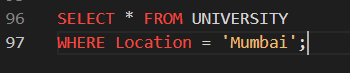 96 SELECT * FROM UNIVERSITY
97 WHERE Location = 'Mumbai';